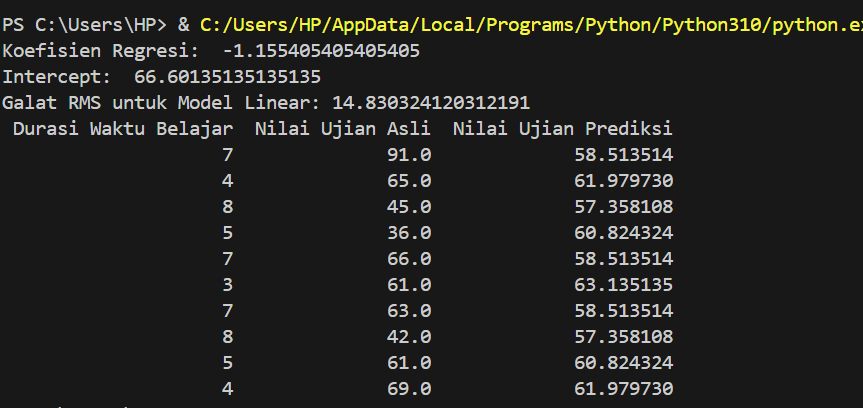 PS C:\Users\HP> & C:/Users/HP/AppData/Local/Programs/Python/Python310/python.ex
Koefisien Regresi:  -1.155405405405405
Intercept:  66.60135135135135
Galat RMS untuk Model Linear: 14.830324120312191
Durasi Waktu Belajar  Nilai Ujian Asli  Nilai Ujian Prediksi
7  91.0  58.513514
4  65.0  61.979730
8  45.0  57.358108
5  36.0  60.824324
7  66.0  58.513514
3  61.0  63.135135
7  63.0  58.513514
8  42.0  57.358108
5  61.0  60.824324
4  69.0  61.979730